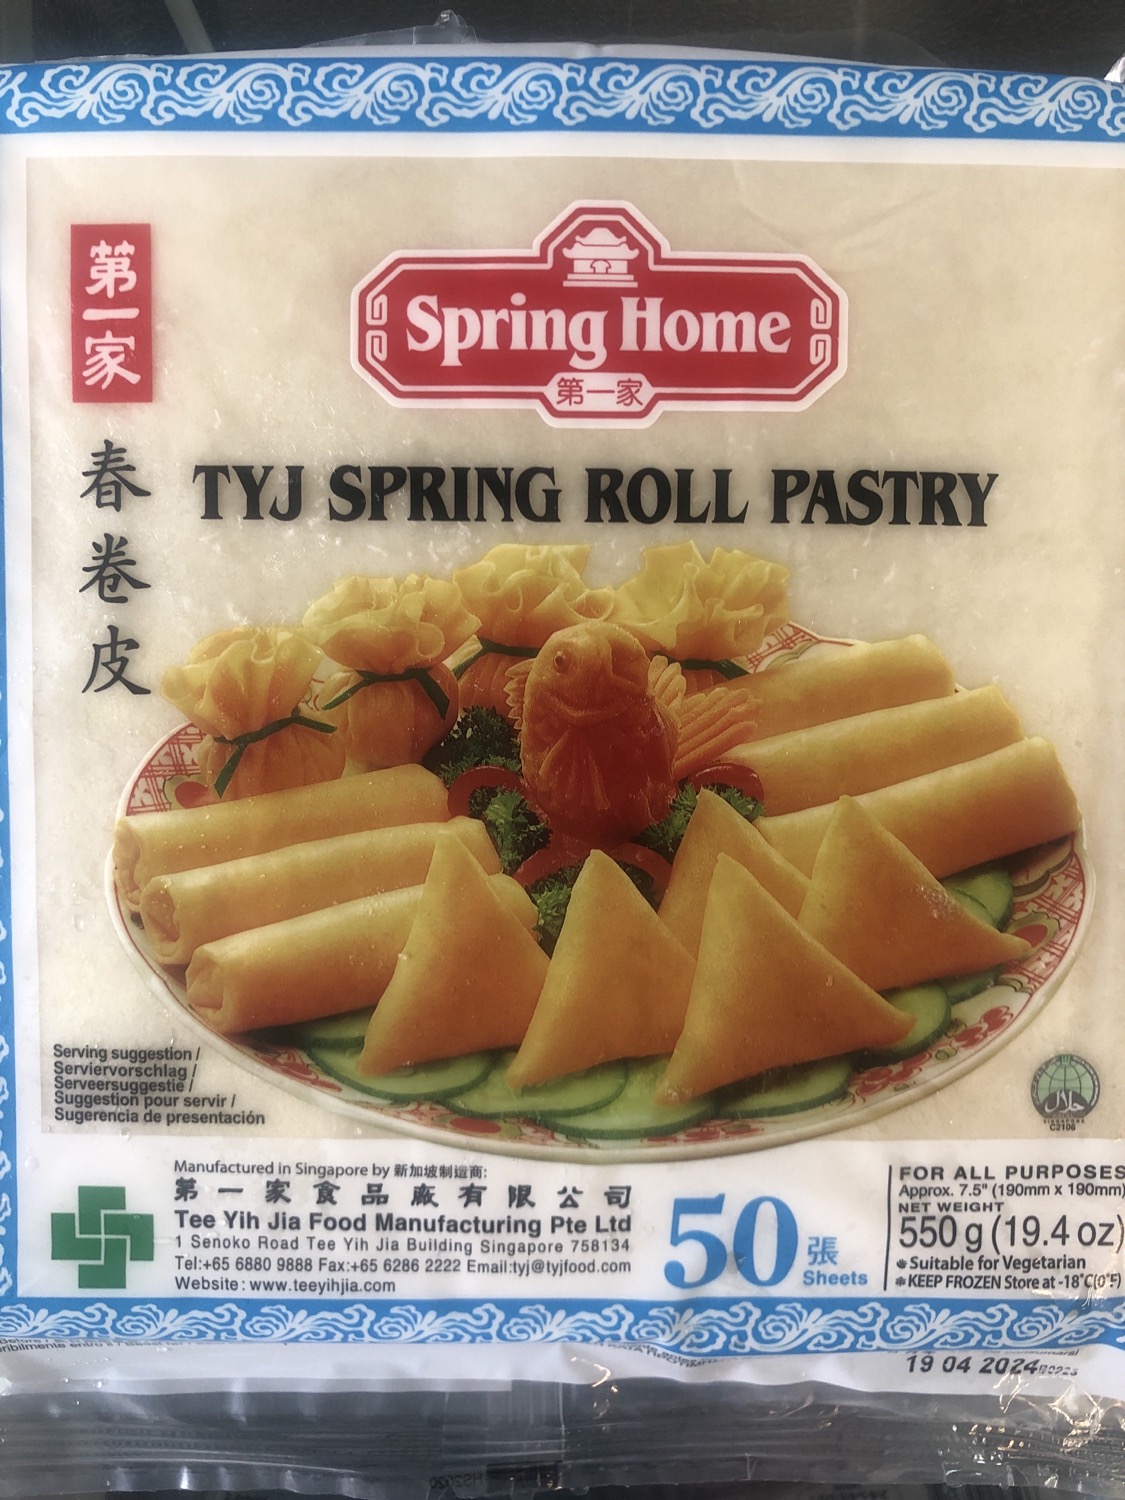 第一家
Spring Home
第一家
春卷皮
TYJ SPRING ROLL PASTRY
Serving suggestion /
Serviervorschlag /
Serveersuggestie /
Suggestion pour servir /
Sugerencia de presentación
SINGAPORE
C2106
Manufactured in Singapore by 新加坡制造商:
第一家食品廠有限公司
Tee Yih Jia Food Manufacturing Pte Ltd
1 Senoko Road Tee Yih Jia Building Singapore 758134
Tel:+65 6880 9888 Fax:+65 6286 2222 Email:tyj@tyjfood.com
Website: www.teeyihjia.com
50 張
Sheets
FOR ALL PURPOSES
Approx. 7.5" (190mm x 190mm)
NET WEIGHT
550 g (19.4 oz)
Suitable for Vegetarian
KEEP FROZEN Store at -18°C(0°F)
19 04 2024